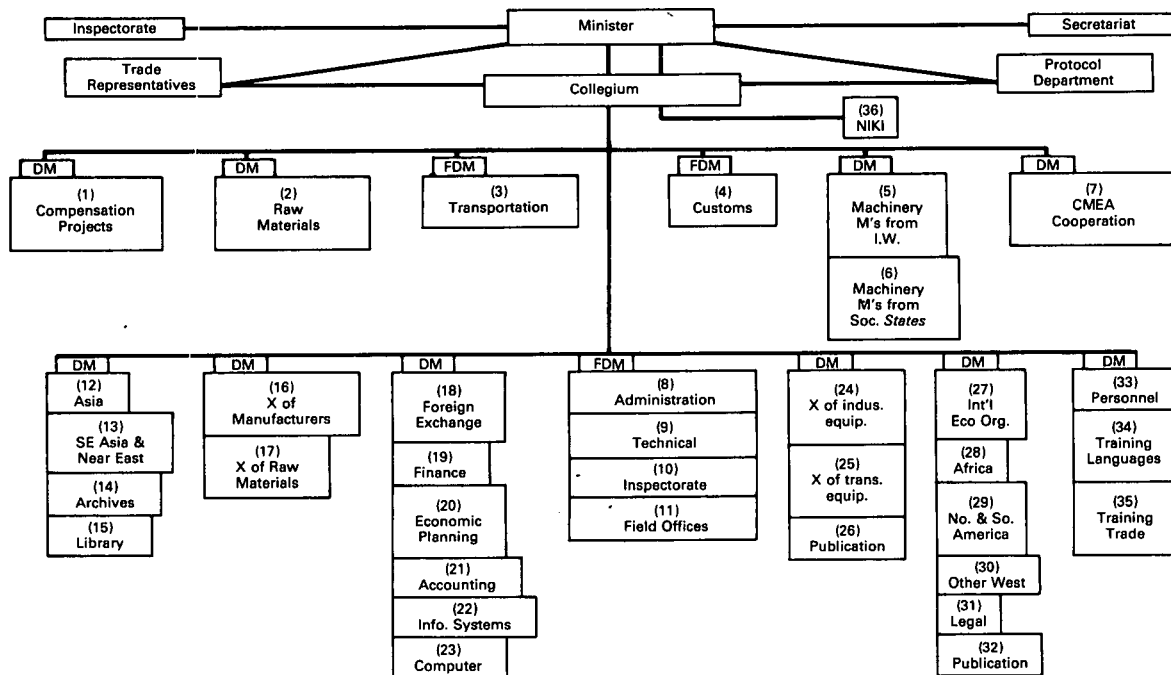 Inspectorate
Minister
Secretariat
Trade
Representatives
Collegium
Protocol
Department
(36)
NIKI
DM
(1)
Compensation
Projects
DM
(2)
Raw
Materials
FDM
(3)
Transportation
FDM
(4)
Customs
DM
(5)
Machinery
M's from
I.W.
(6)
Machinery
M's from
Soc. States
DM
(7)
CMEA
Cooperation
DM
(12)
Asia
(13)
SE Asia &
Near East
(14)
Archives
(15)
Library
DM
(16)
X of
Manufacturers
(17)
X of Raw
Materials
DM
(18)
Foreign
Exchange
(19)
Finance
(20)
Economic
Planning
(21)
Accounting
(22)
Info. Systems
(23)
Computer
FDM
(8)
Administration
(9)
Technical
(10)
Inspectorate
(11)
Field Offices
DM
(24)
X of indus.
equip.
(25)
X of trans.
equip.
(26)
Publication
DM
(27)
Int'l
Eco Org.
(28)
Africa
(29)
No. & So.
America
(30)
Other West
(31)
Legal
(32)
Publication
DM
(33)
Personnel
(34)
Training
Languages
(35)
Training
Trade